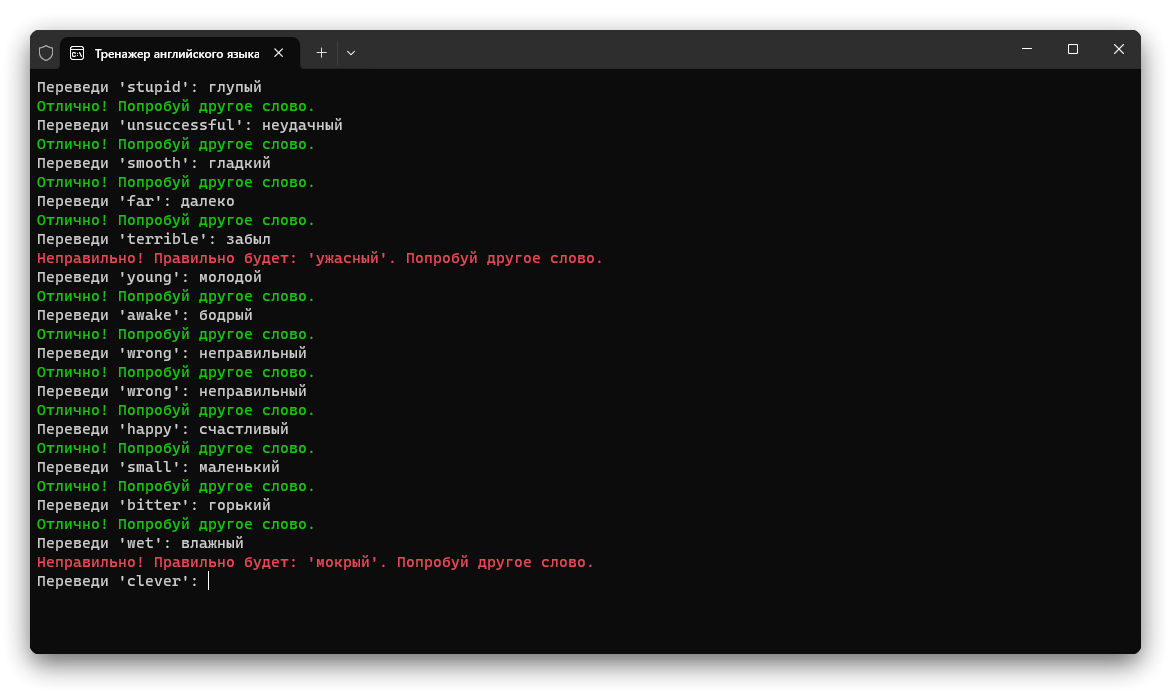 Тренажер английского языка
Переведи 'stupid': глупый
Отлично! Попробуй другое слово.
Переведи 'unsuccessful': неудачный
Отлично! Попробуй другое слово.
Переведи 'smooth': гладкий
Отлично! Попробуй другое слово.
Переведи 'far': далеко
Отлично! Попробуй другое слово.
Переведи 'terrible': забыл
Неправильно! Правильно будет: 'ужасный'. Попробуй другое слово.
Переведи 'young': молодой
Отлично! Попробуй другое слово.
Переведи 'awake': бодрый
Отлично! Попробуй другое слово.
Переведи 'wrong': неправильный
Отлично! Попробуй другое слово.
Переведи 'wrong': неправильный
Отлично! Попробуй другое слово.
Переведи 'happy': счастливый
Отлично! Попробуй другое слово.
Переведи 'small': маленький
Отлично! Попробуй другое слово.
Переведи 'bitter': горький
Отлично! Попробуй другое слово.
Переведи 'wet': влажный
Неправильно! Правильно будет: 'мокрый'. Попробуй другое слово.
Переведи 'clever':